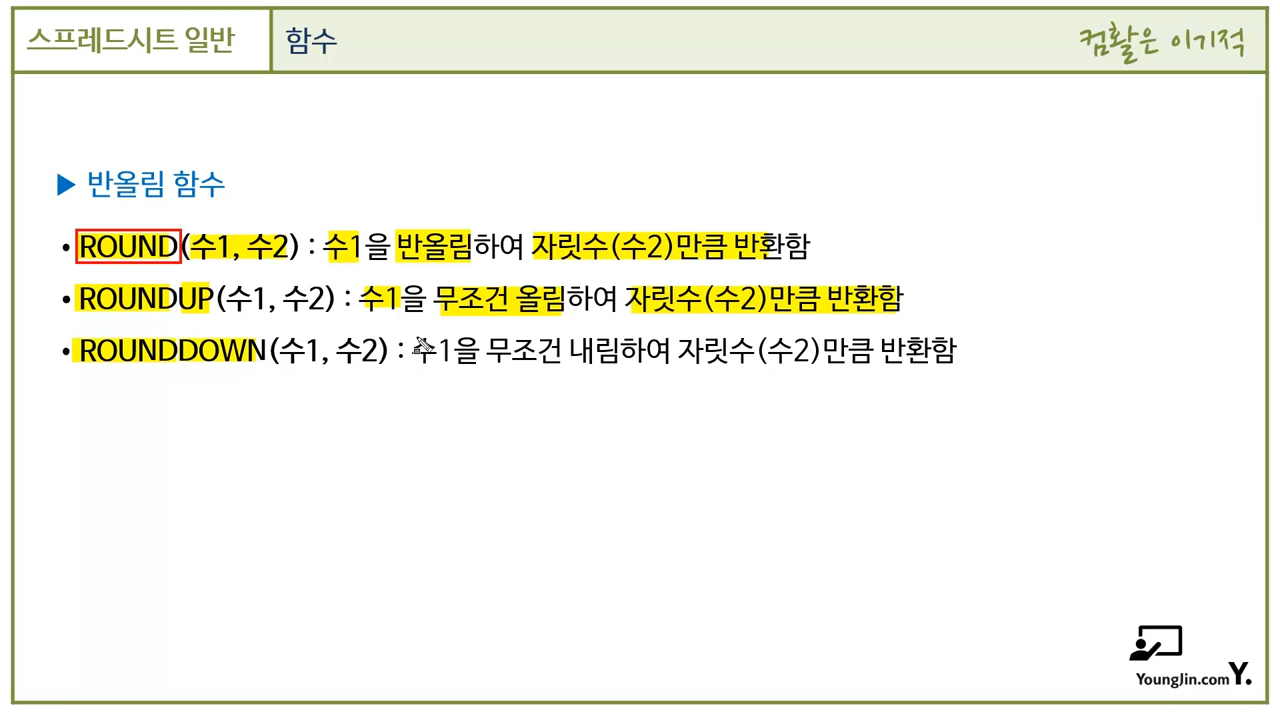 스프레드시트 일반
함수
컴활은 이기적
▶ 반올림 함수
• ROUND(수1, 수2) : 수1을 반올림하여 자릿수(수2)만큼 반환함
• ROUNDUP(수1, 수2) : 수1을 무조건 올림하여 자릿수(수2)만큼 반환함
• ROUNDDOWN(수1, 수2) : 수1을 무조건 내림하여 자릿수(수2)만큼 반환함
YoungJin.com Y.